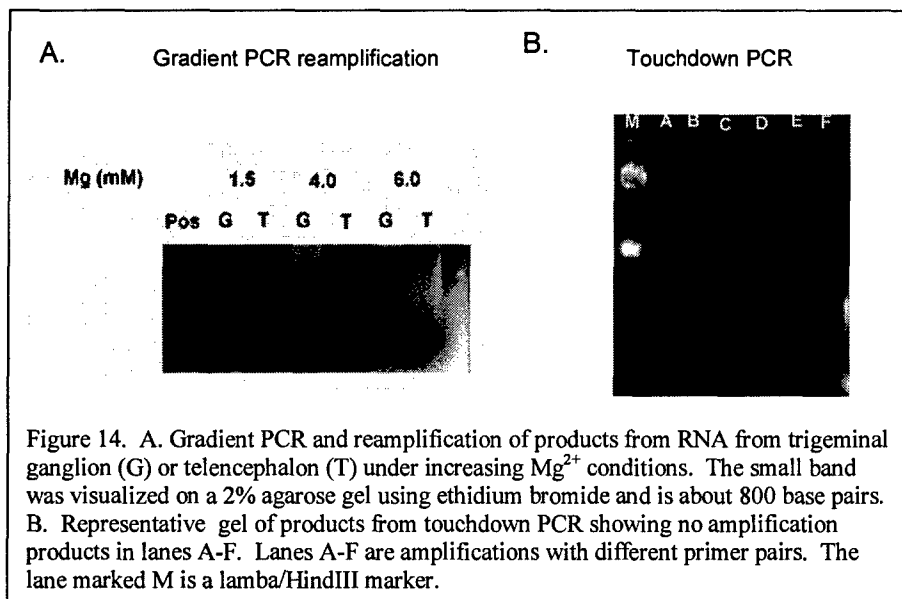 A. Gradient PCR reamplification
B. Touchdown PCR
Mg (mM) 1.5 4.0 6.0
Pos G T G T G T
M A B C D E F
Figure 14. A. Gradient PCR and reamplification of products from RNA from trigeminal
ganglion (G) or telencephalon (T) under increasing Mg²⁺ conditions. The small band
was visualized on a 2% agarose gel using ethidium bromide and is about 800 base pairs.
B. Representative gel of products from touchdown PCR showing no amplification
products in lanes A-F. Lanes A-F are amplifications with different primer pairs. The
lane marked M is a lamba/HindIII marker.